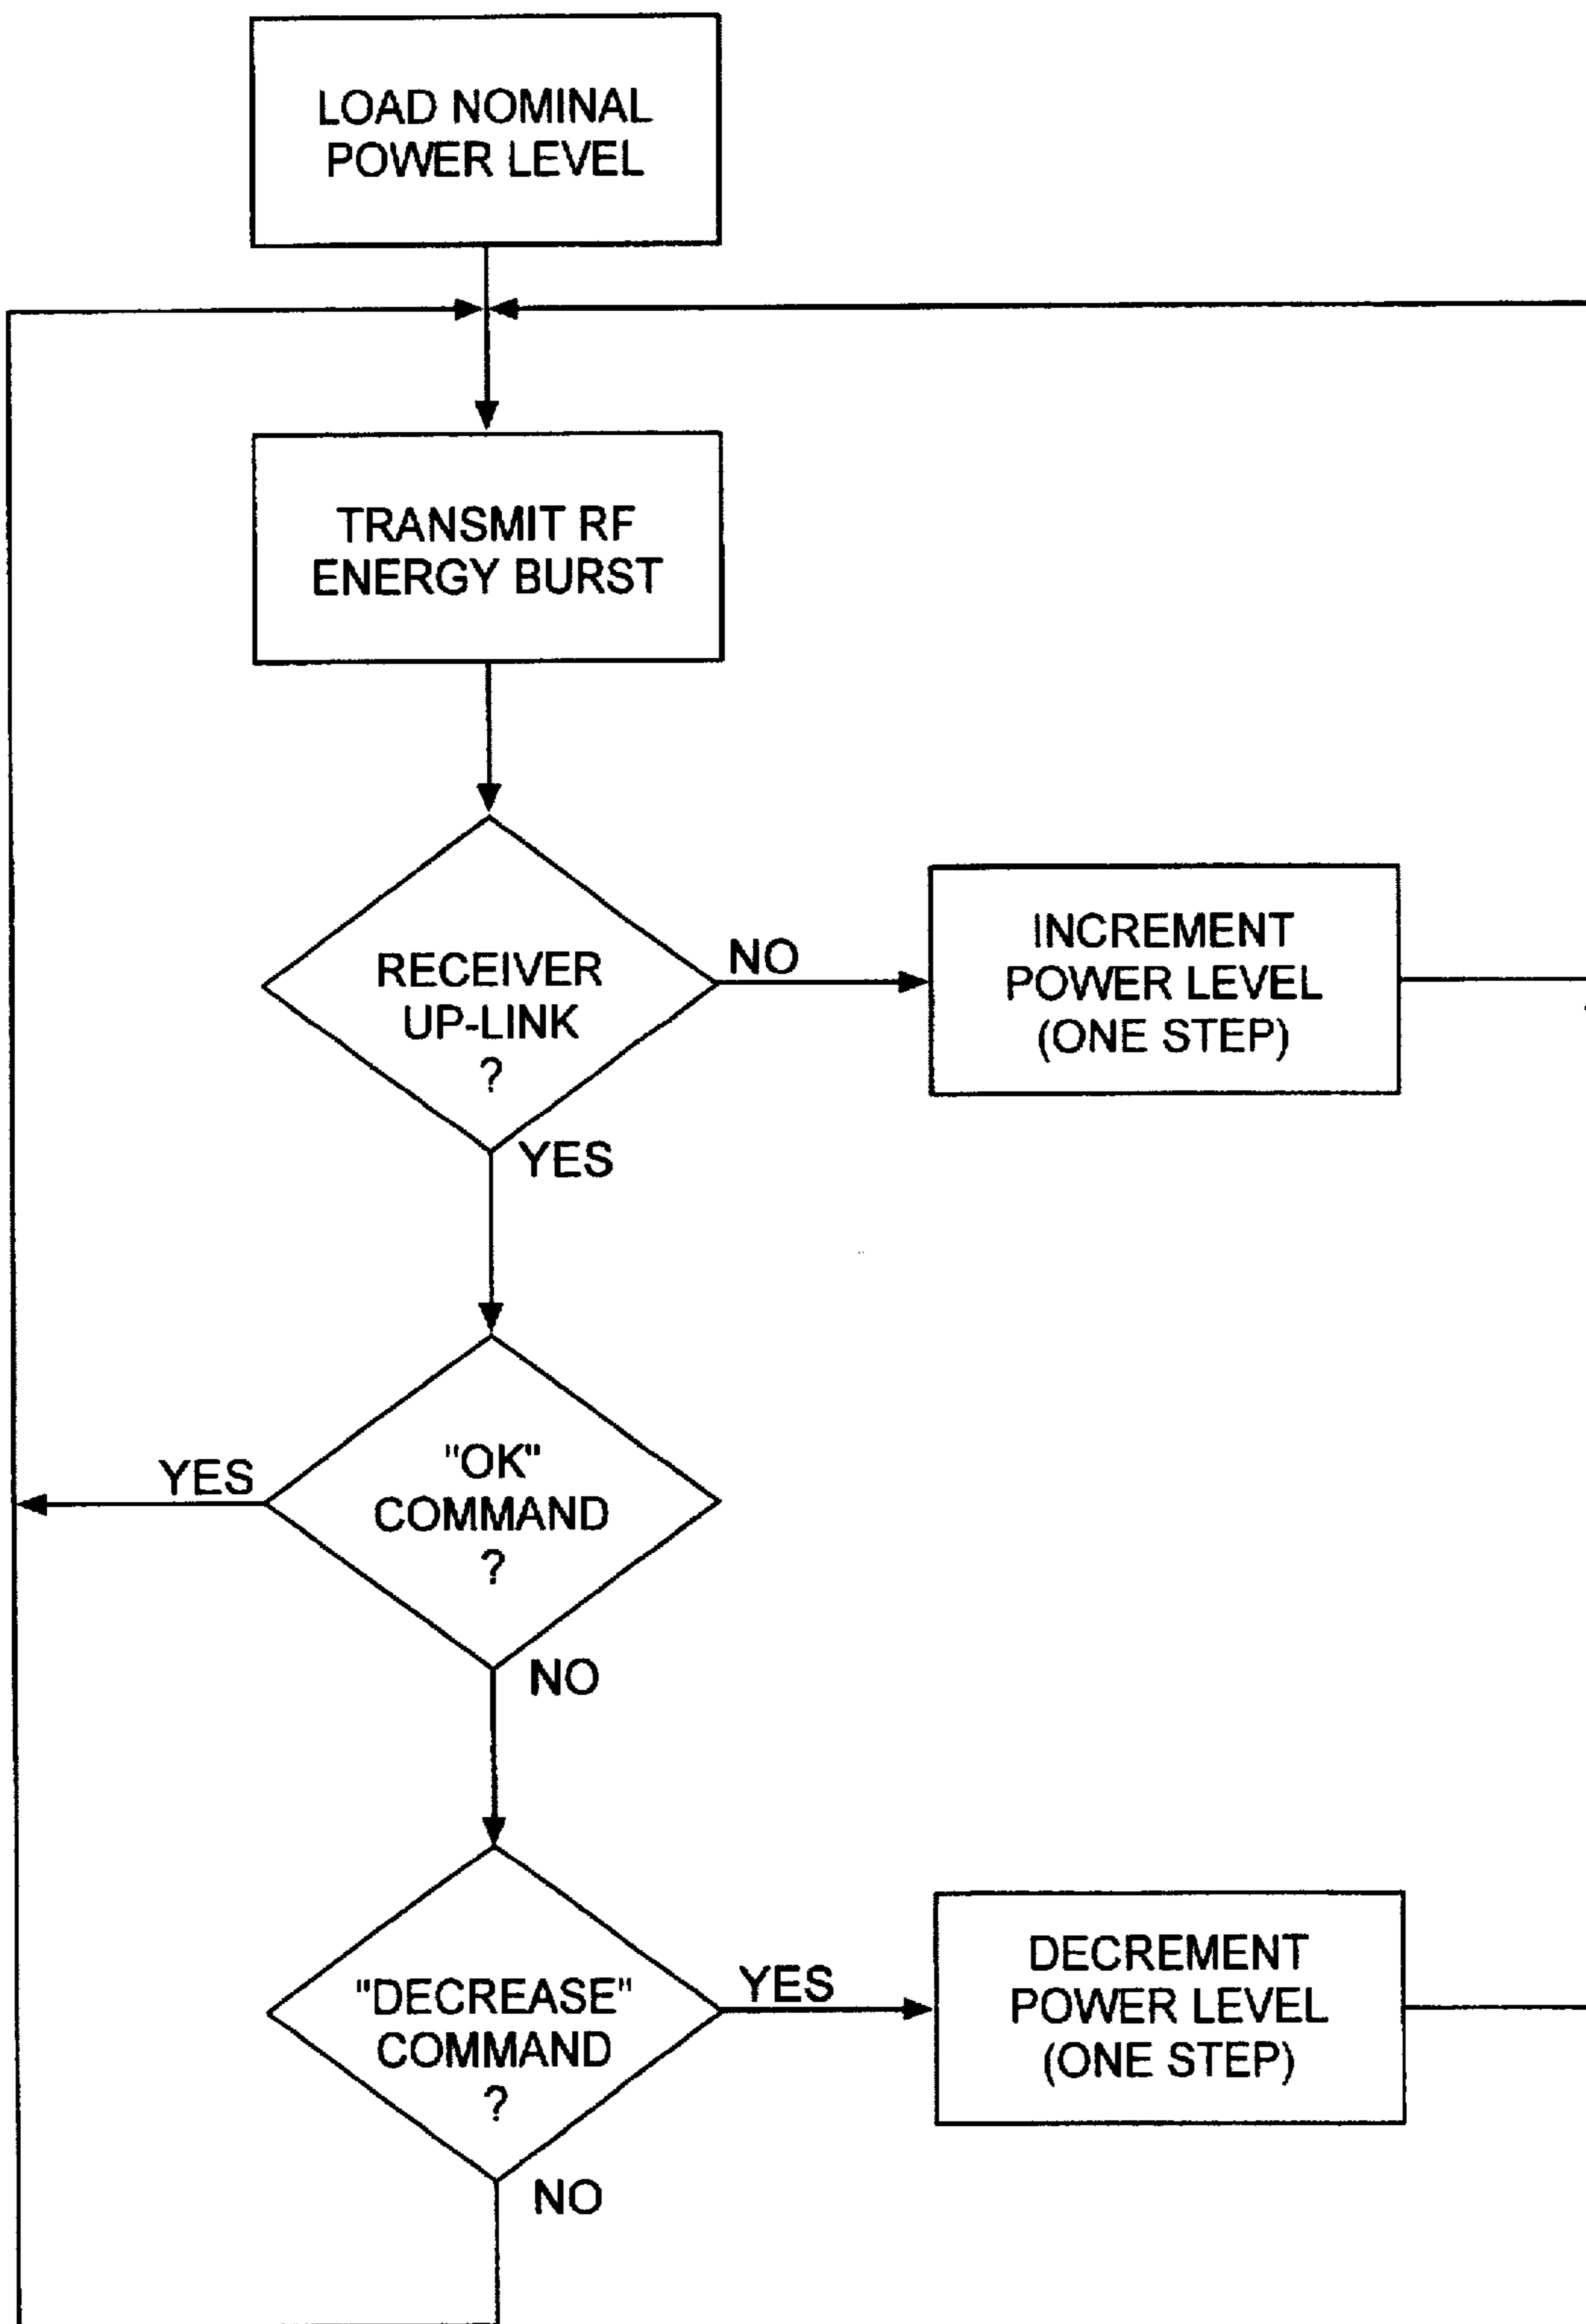 LOAD NOMINAL
POWER LEVEL
TRANSMIT RF
ENERGY BURST
RECEIVER
UP-LINK
?
NO
INCREMENT
POWER LEVEL
(ONE STEP)
YES
YES
"OK"
COMMAND
?
NO
"DECREASE"
COMMAND
?
YES
DECREMENT
POWER LEVEL
(ONE STEP)
NO